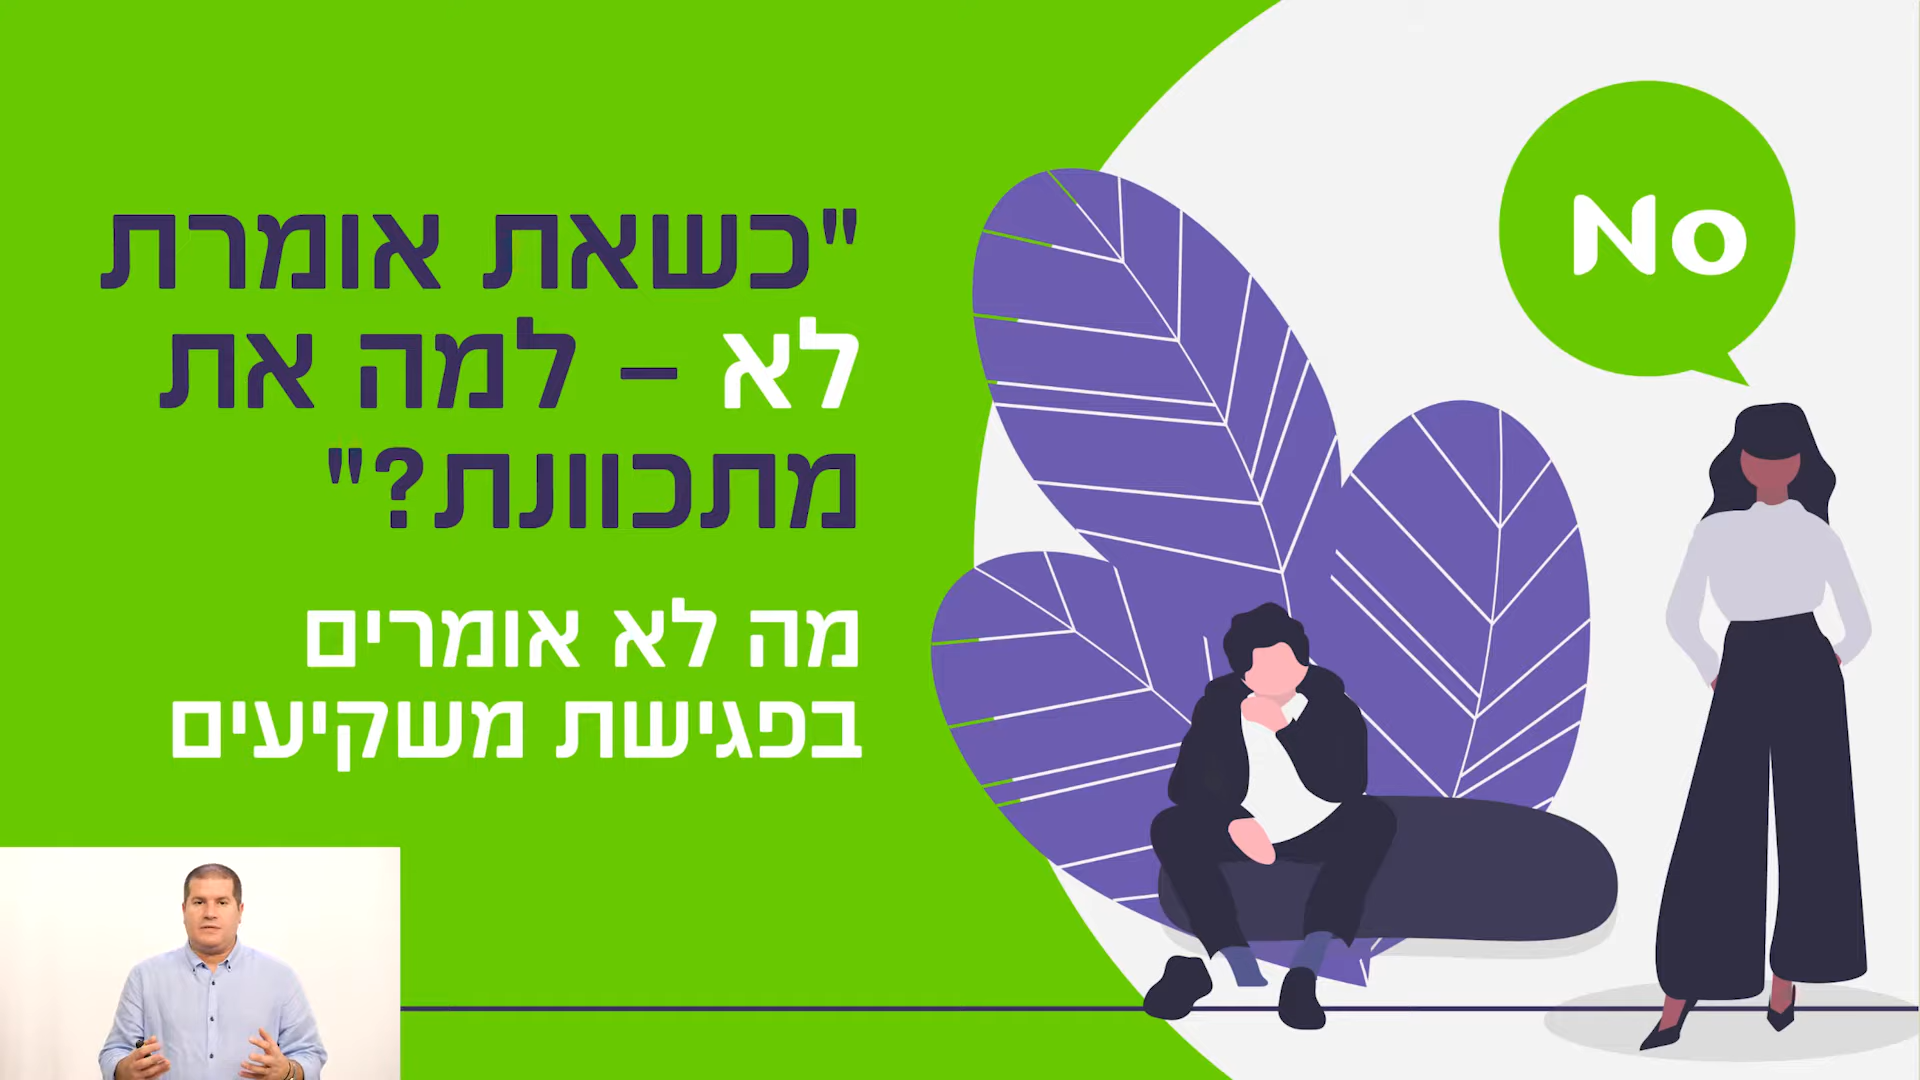 "כשאת אומרת
לא – למה את
מתכוונת?"
מה לא אומרים
בפגישת משקיעים
No